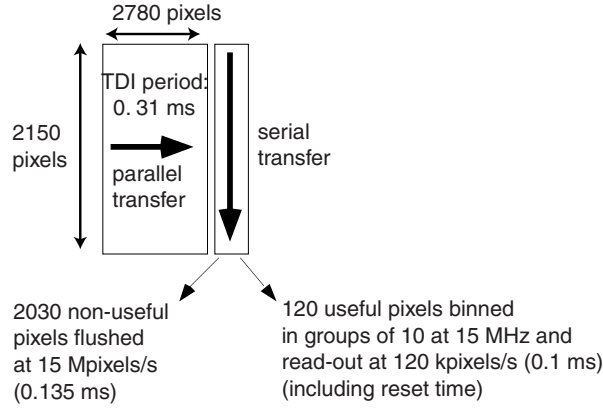 2780 pixels
TDI period:
0. 31 ms
2150
pixels
parallel
transfer
serial
transfer
2030 non-useful
pixels flushed
at 15 Mpixels/s
(0.135 ms)
120 useful pixels binned
in groups of 10 at 15 MHz and
read-out at 120 kpixels/s (0.1 ms)
(including reset time)